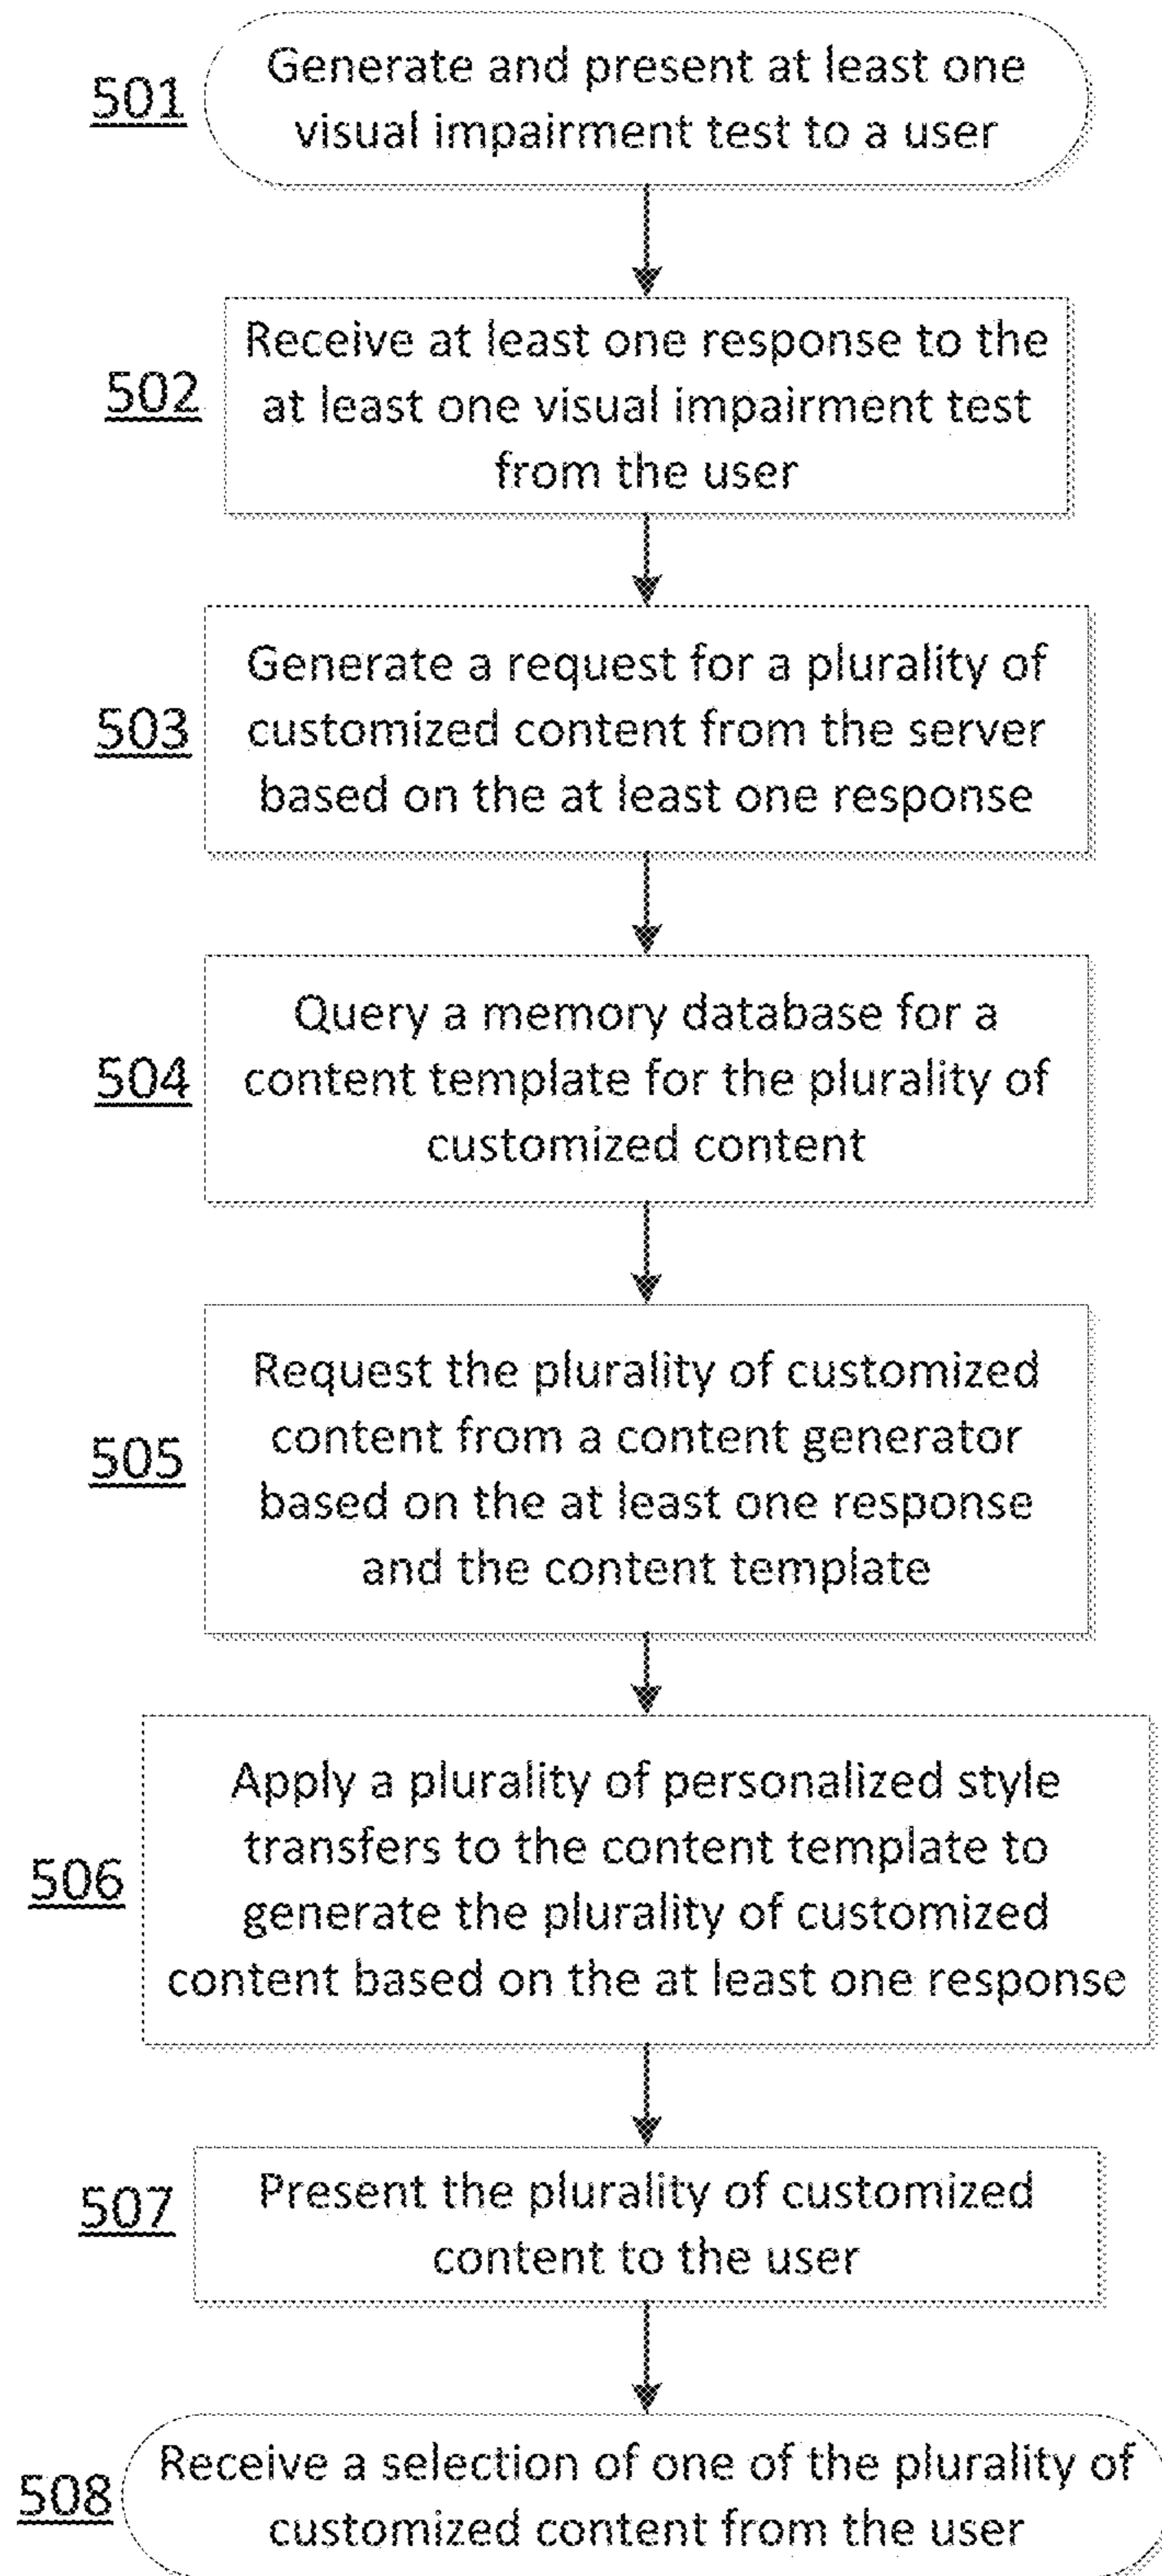 501
Generate and present at least one
visual impairment test to a user
502
Receive at least one response to the
at least one visual impairment test
from the user
503
Generate a request for a plurality of
customized content from the server
based on the at least one response
504
Query a memory database for a
content template for the plurality of
customized content
505
Request the plurality of customized
content from a content generator
based on the at least one response
and the content template
506
Apply a plurality of personalized style
transfers to the content template to
generate the plurality of customized
content based on the at least one response
507
Present the plurality of customized
content to the user
508
Receive a selection of one of the plurality of
customized content from the user